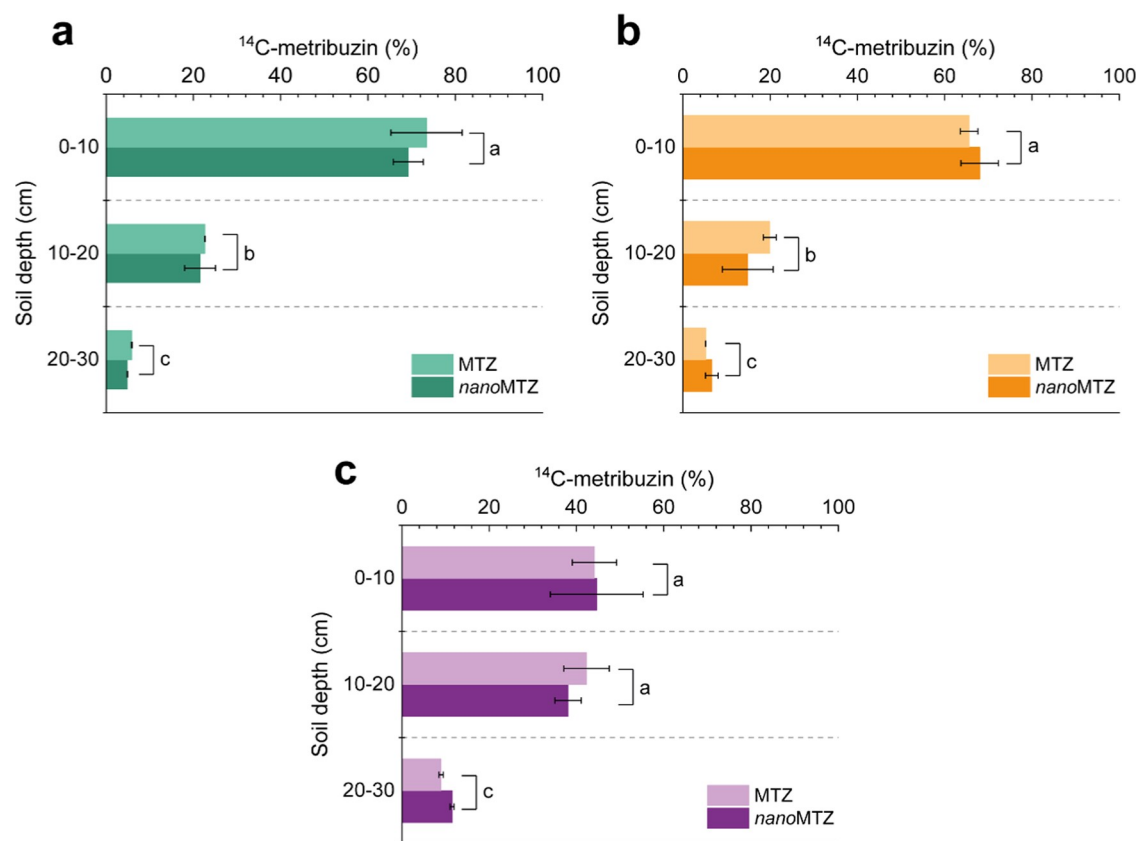 a
¹⁴C-metribuzin (%)
0 20 40 60 80 100
Soil depth (cm)
0-10
a
10-20
b
20-30
c
MTZ
nanoMTZ
b
¹⁴C-metribuzin (%)
0 20 40 60 80 100
Soil depth (cm)
0-10
a
10-20
b
20-30
c
MTZ
nanoMTZ
c
¹⁴C-metribuzin (%)
0 20 40 60 80 100
Soil depth (cm)
0-10
a
10-20
a
20-30
c
MTZ
nanoMTZ